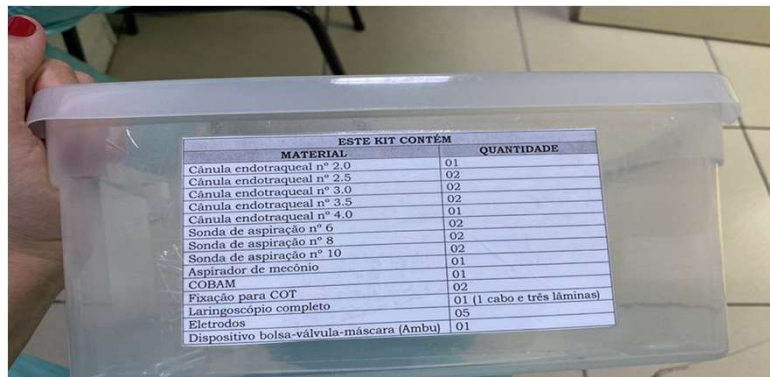 ESTE KIT CONTÉM
MATERIAL QUANTIDADE
Cânula endotraqueal nº 2.0 01
Cânula endotraqueal nº 2.5 02
Cânula endotraqueal nº 3.0 02
Cânula endotraqueal nº 3.5 02
Cânula endotraqueal nº 4.0 01
Sonda de aspiração nº 6 02
Sonda de aspiração nº 8 02
Sonda de aspiração nº 10 02
Aspirador de mecônio 01
COBAM 01
Fixação para COT 02
Laringoscópio completo 01 (1 cabo e três lâminas)
Eletrodos 05
Dispositivo bolsa-válvula-máscara (Ambu) 01